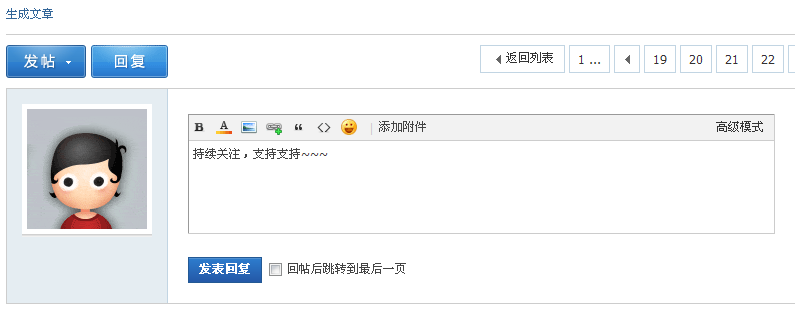 生成文章
发帖 回复 返回列表 1 ... 19 20 21 22
B A 添加附件 高级模式
持续关注，支持支持~~~
发表回复 回帖后跳转到最后一页